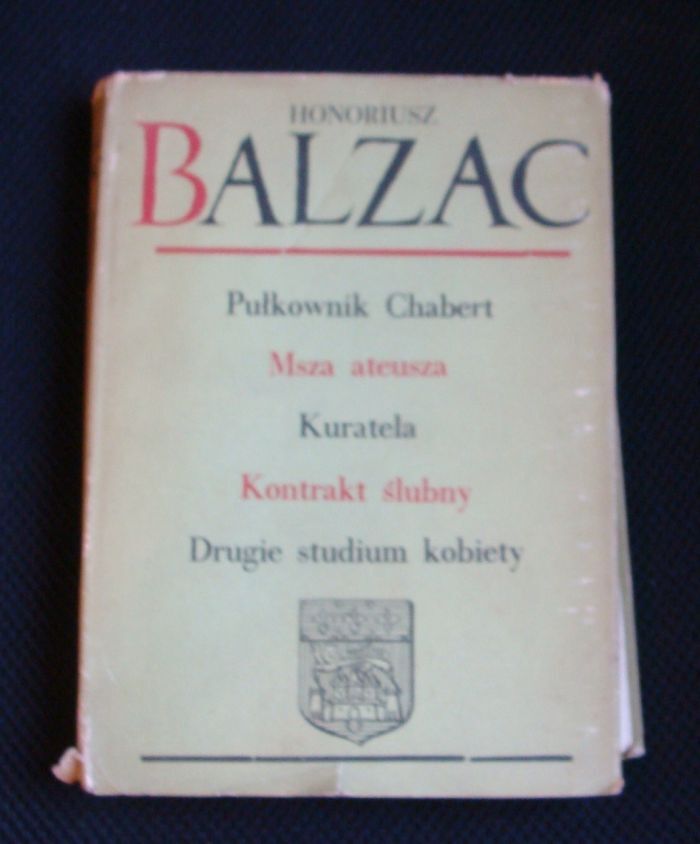 HONORIUSZ
BALZAC
Pułkownik Chabert
Msza ateusza
Kuratela
Kontrakt ślubny
Drugie studium kobiety